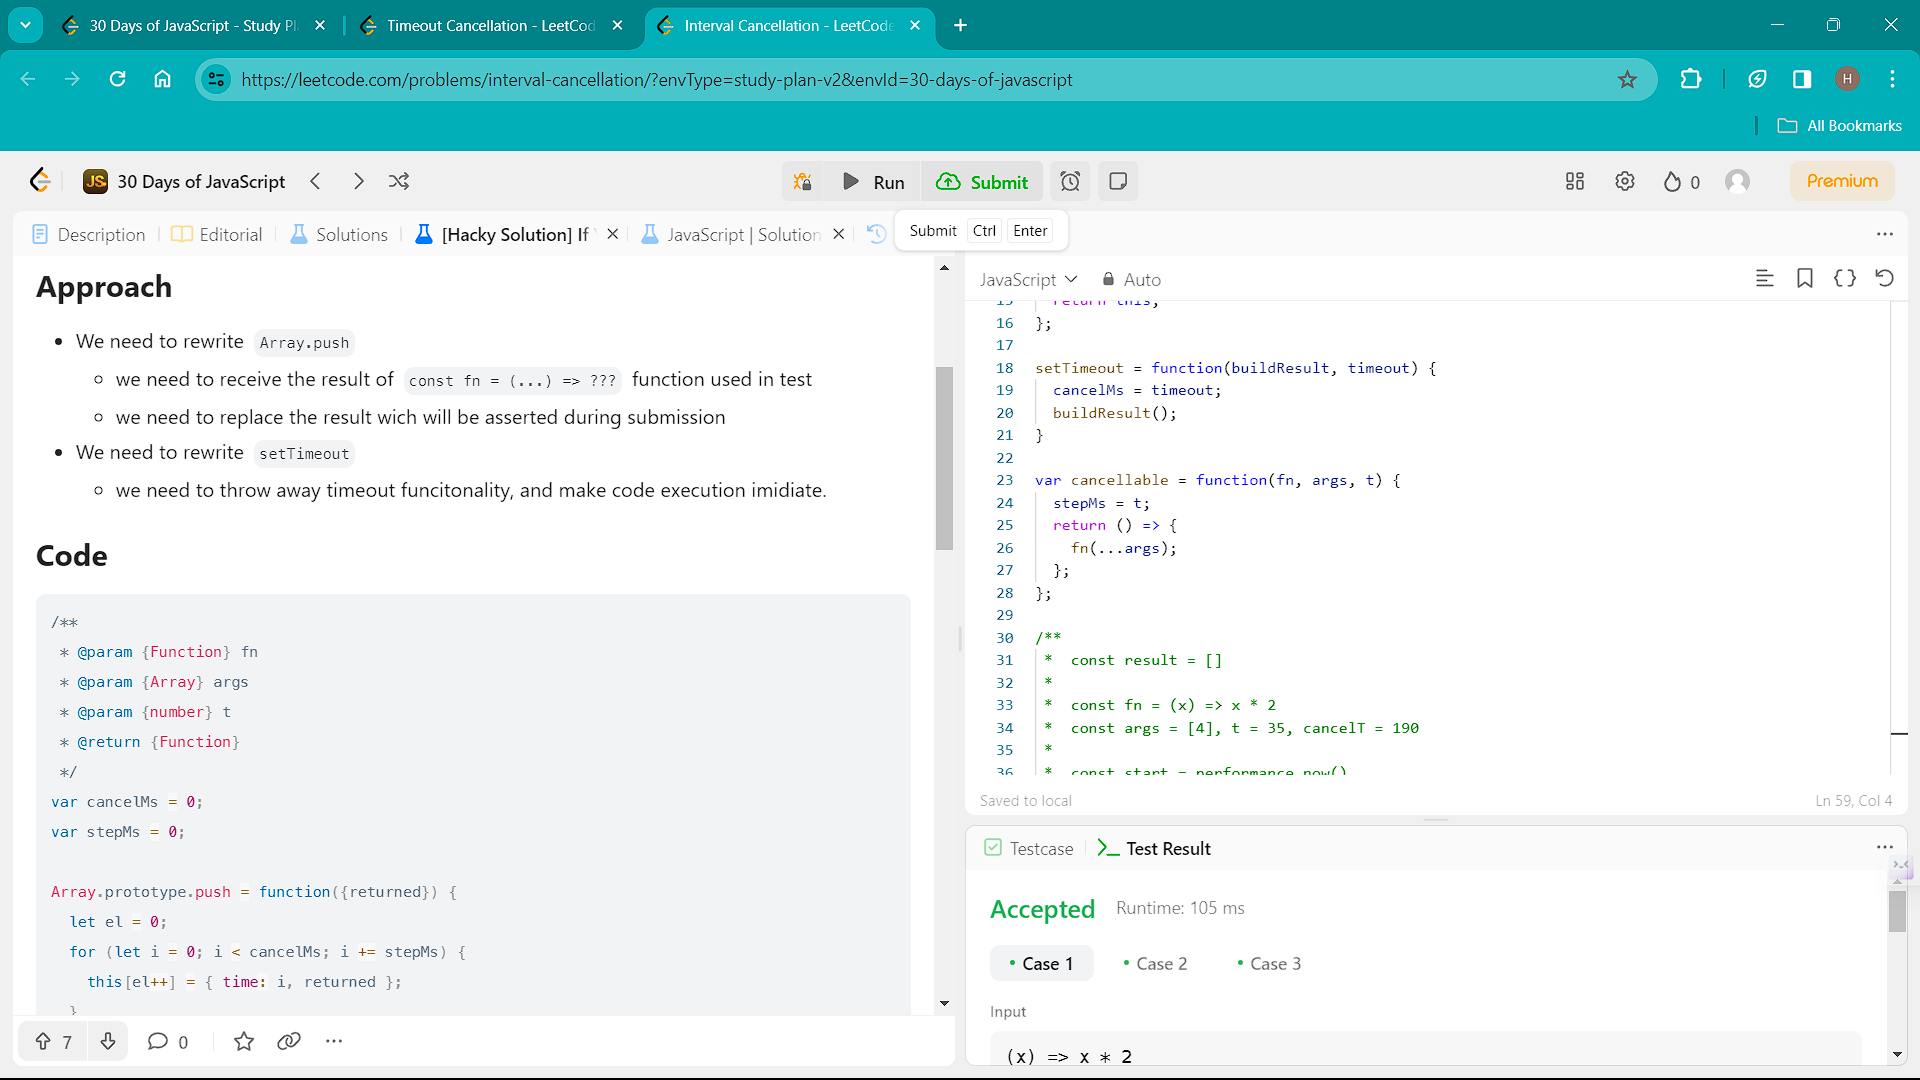 30 Days of JavaScript - Study Pl
Timeout Cancellation - LeetCod
Interval Cancellation - LeetCode
https://leetcode.com/problems/interval-cancellation/?envType=study-plan-v2&envId=30-days-of-javascript
H
All Bookmarks
JS 30 Days of JavaScript
Run
Submit
0
Premium
Description
Editorial
Solutions
[Hacky Solution] If
JavaScript | Solution
Submit Ctrl Enter
Approach
• We need to rewrite Array.push
○ we need to receive the result of const fn = (...) => ??? function used in test
○ we need to replace the result wich will be asserted during submission
• We need to rewrite setTimeout
○ we need to throw away timeout funcitonality, and make code execution imidiate.
Code
/**
* @param {Function} fn
* @param {Array} args
* @param {number} t
* @return {Function}
*/
var cancelMs = 0;
var stepMs = 0;
Array.prototype.push = function({returned}) {
let el = 0;
for (let i = 0; i < cancelMs; i += stepMs) {
this[el++] = { time: i, returned };
}
7
0
JavaScript
Auto
15 return this;
16 };
17
18 setTimeout = function(buildResult, timeout) {
19 cancelMs = timeout;
20 buildResult();
21 }
22
23 var cancellable = function(fn, args, t) {
24 stepMs = t;
25 return () => {
26 fn(...args);
27 };
28 };
29
30 /**
31 * const result = []
32 *
33 * const fn = (x) => x * 2
34 * const args = [4], t = 35, cancelT = 190
35 *
36 * const start = performance.now()
Saved to local
Ln 59, Col 4
Testcase
Test Result
Accepted Runtime: 105 ms
• Case 1 • Case 2 • Case 3
Input
(x) => x * 2